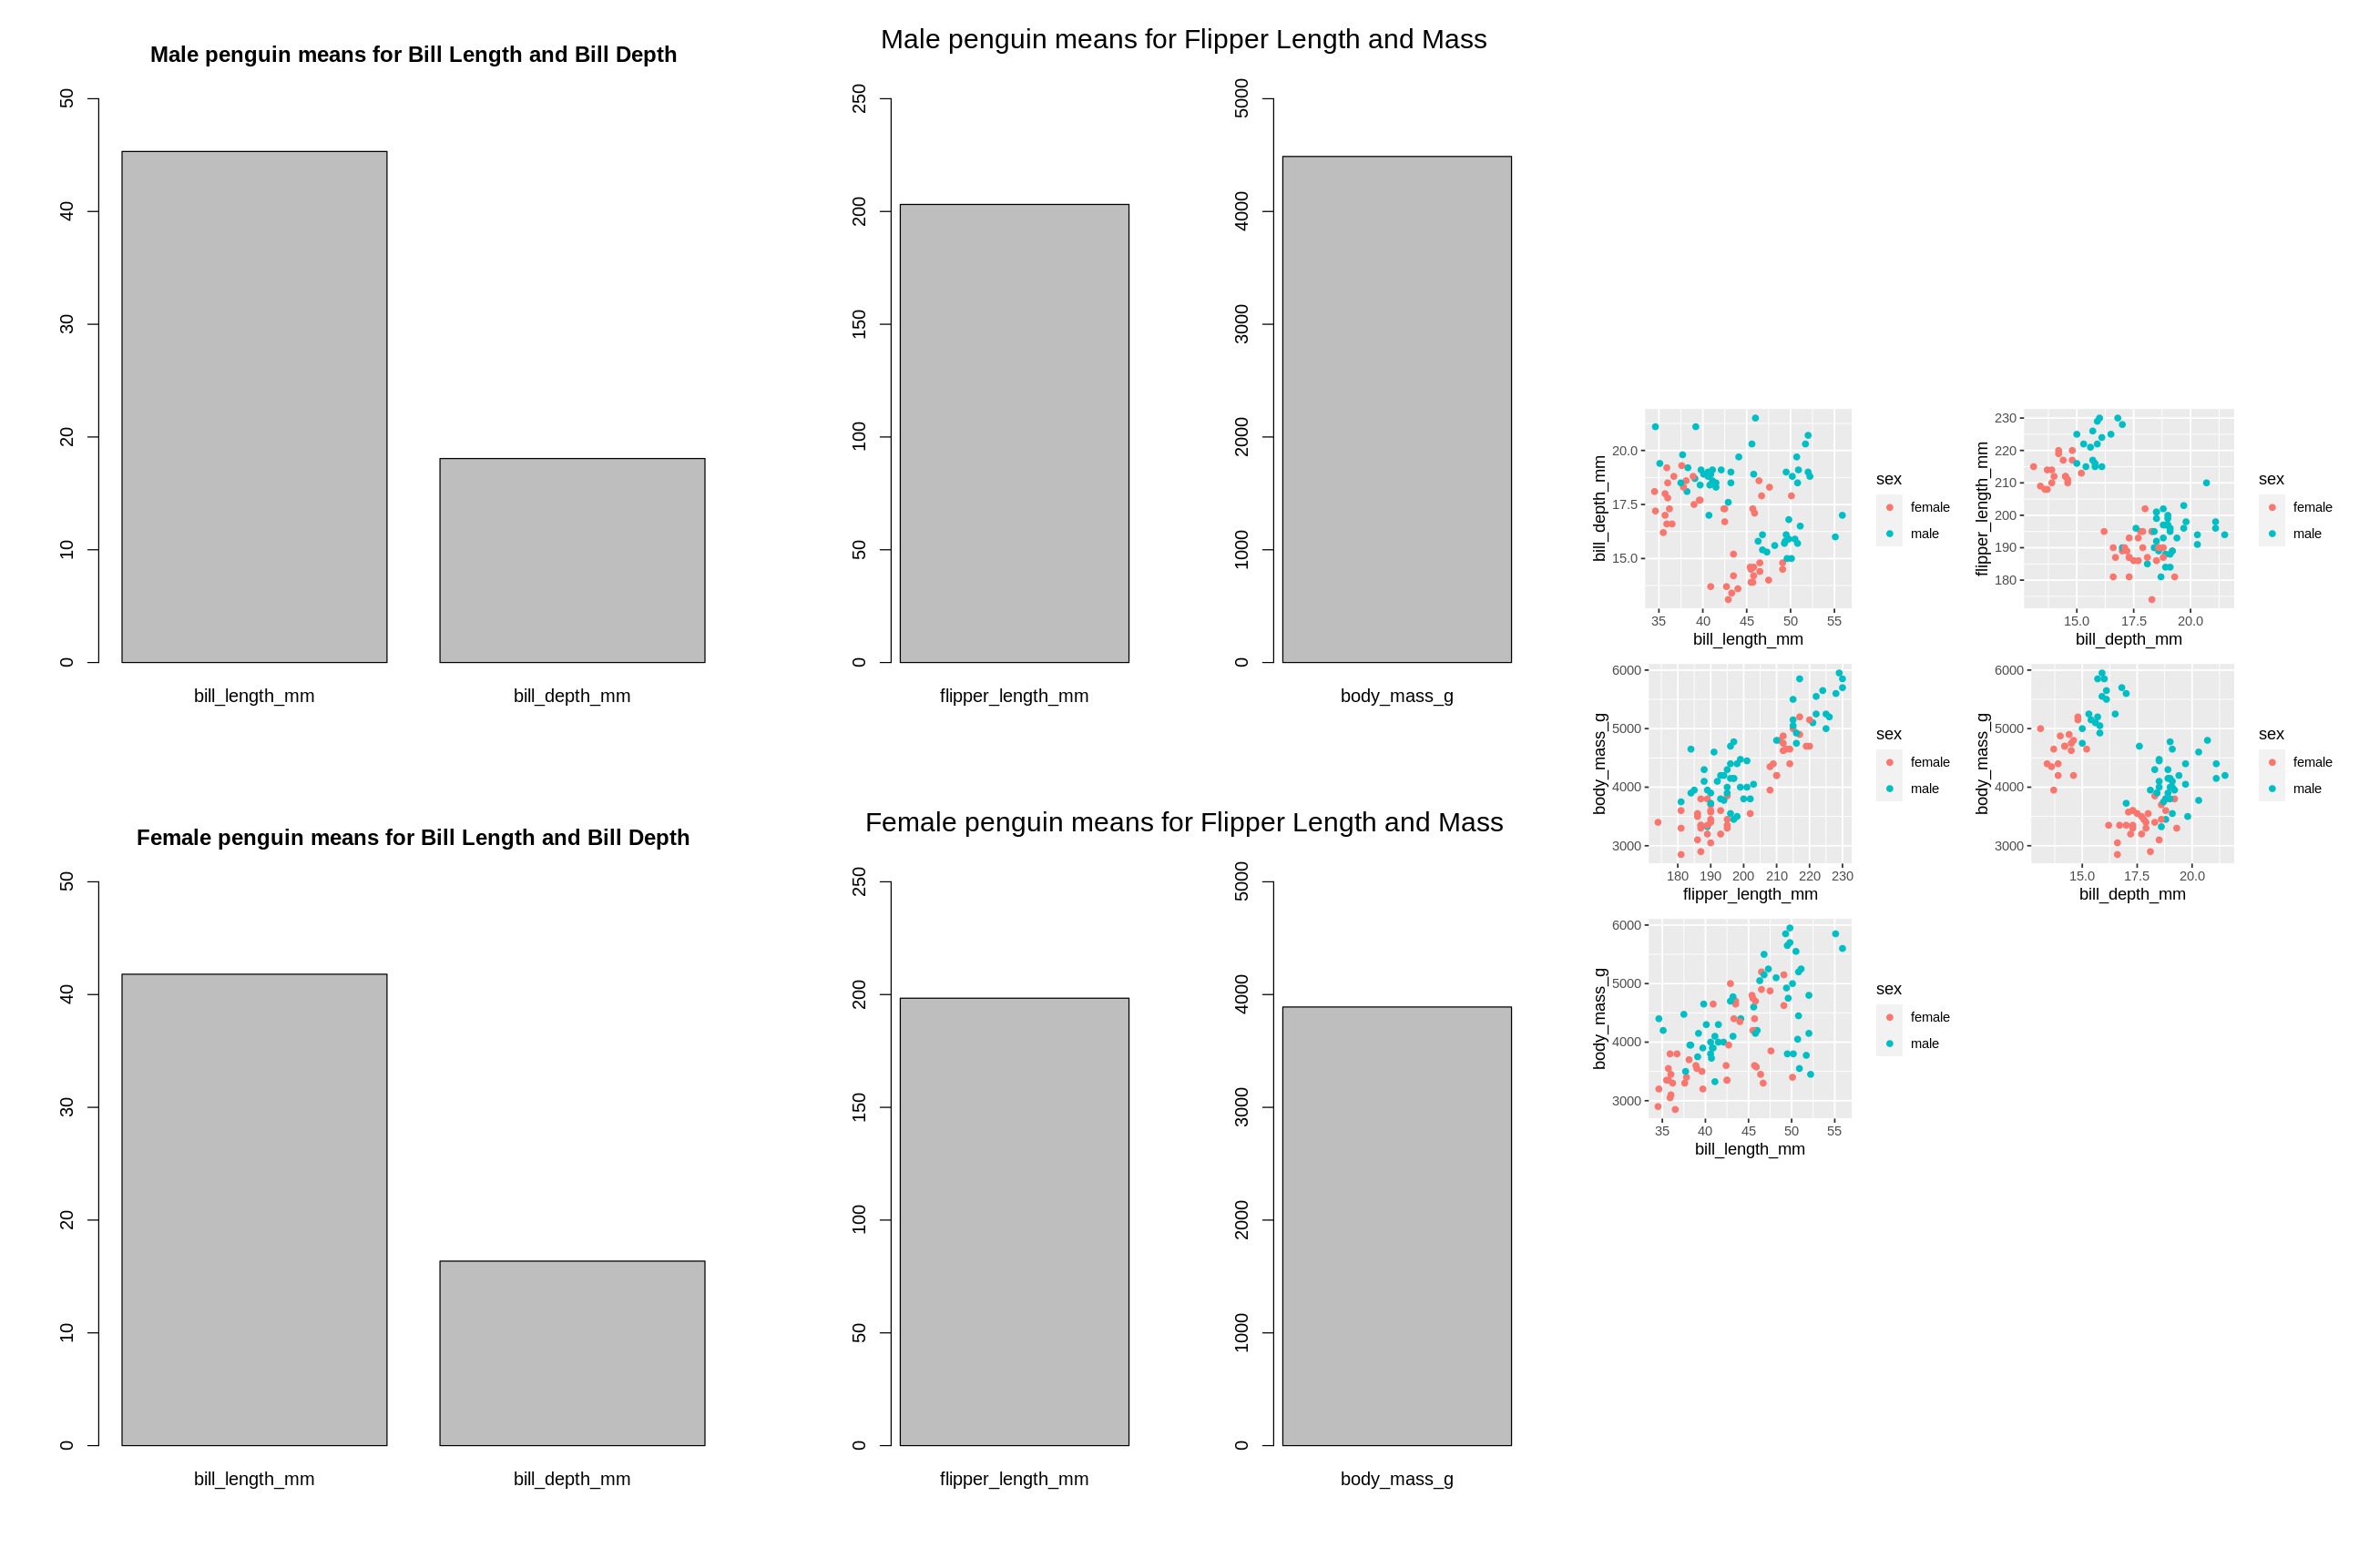 Male penguin means for Bill Length and Bill Depth
50
40
30
20
10
0
bill_length_mm bill_depth_mm
Male penguin means for Flipper Length and Mass
250
200
150
100
50
0
flipper_length_mm
5000
4000
3000
2000
1000
0
body_mass_g
Female penguin means for Bill Length and Bill Depth
50
40
30
20
10
0
bill_length_mm bill_depth_mm
Female penguin means for Flipper Length and Mass
250
200
150
100
50
0
flipper_length_mm
5000
4000
3000
2000
1000
0
body_mass_g
bill_depth_mm
20.0
17.5
15.0
35 40 45 50 55
bill_length_mm
sex
female
male
flipper_length_mm
230
220
210
200
190
180
15.0 17.5 20.0
bill_depth_mm
sex
female
male
body_mass_g
6000
5000
4000
3000
180 190 200 210 220 230
flipper_length_mm
sex
female
male
body_mass_g
6000
5000
4000
3000
15.0 17.5 20.0
bill_depth_mm
sex
female
male
body_mass_g
6000
5000
4000
3000
35 40 45 50 55
bill_length_mm
sex
female
male